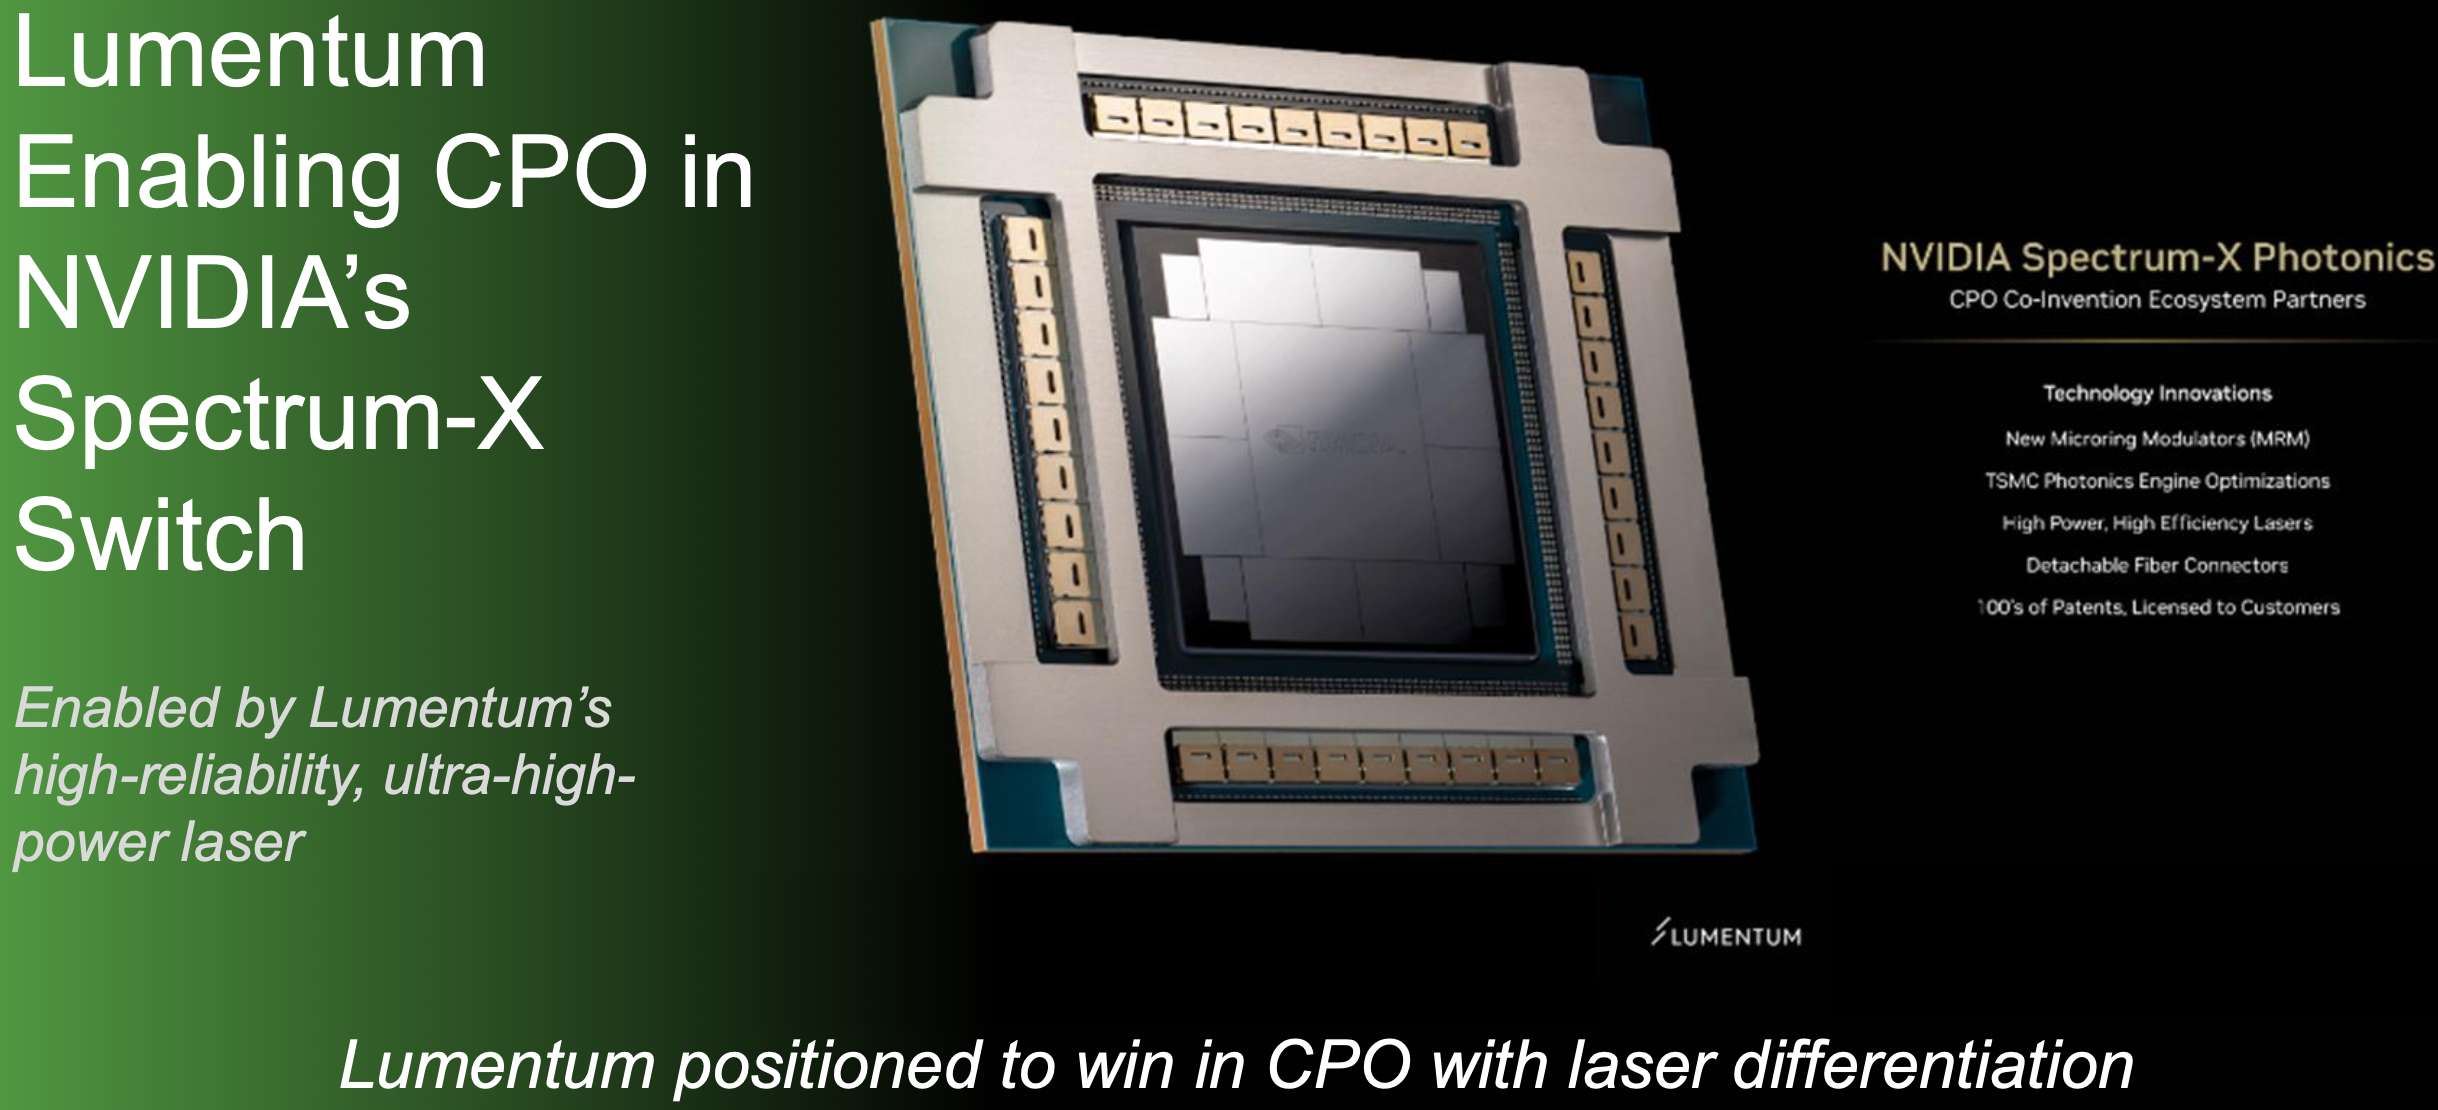 Lumentum
Enabling CPO in
NVIDIA’s
Spectrum-X
Switch
Enabled by Lumentum’s
high-reliability, ultra-high-
power laser
NVIDIA
NVIDIA Spectrum-X Photonics
CPO Co-Invention Ecosystem Partners
Technology Innovations
New Microring Modulators (MRM)
TSMC Photonics Engine Optimizations
High Power, High Efficiency Lasers
Detachable Fiber Connectors
100's of Patents, Licensed to Customers
LUMENTUM
Lumentum positioned to win in CPO with laser differentiation